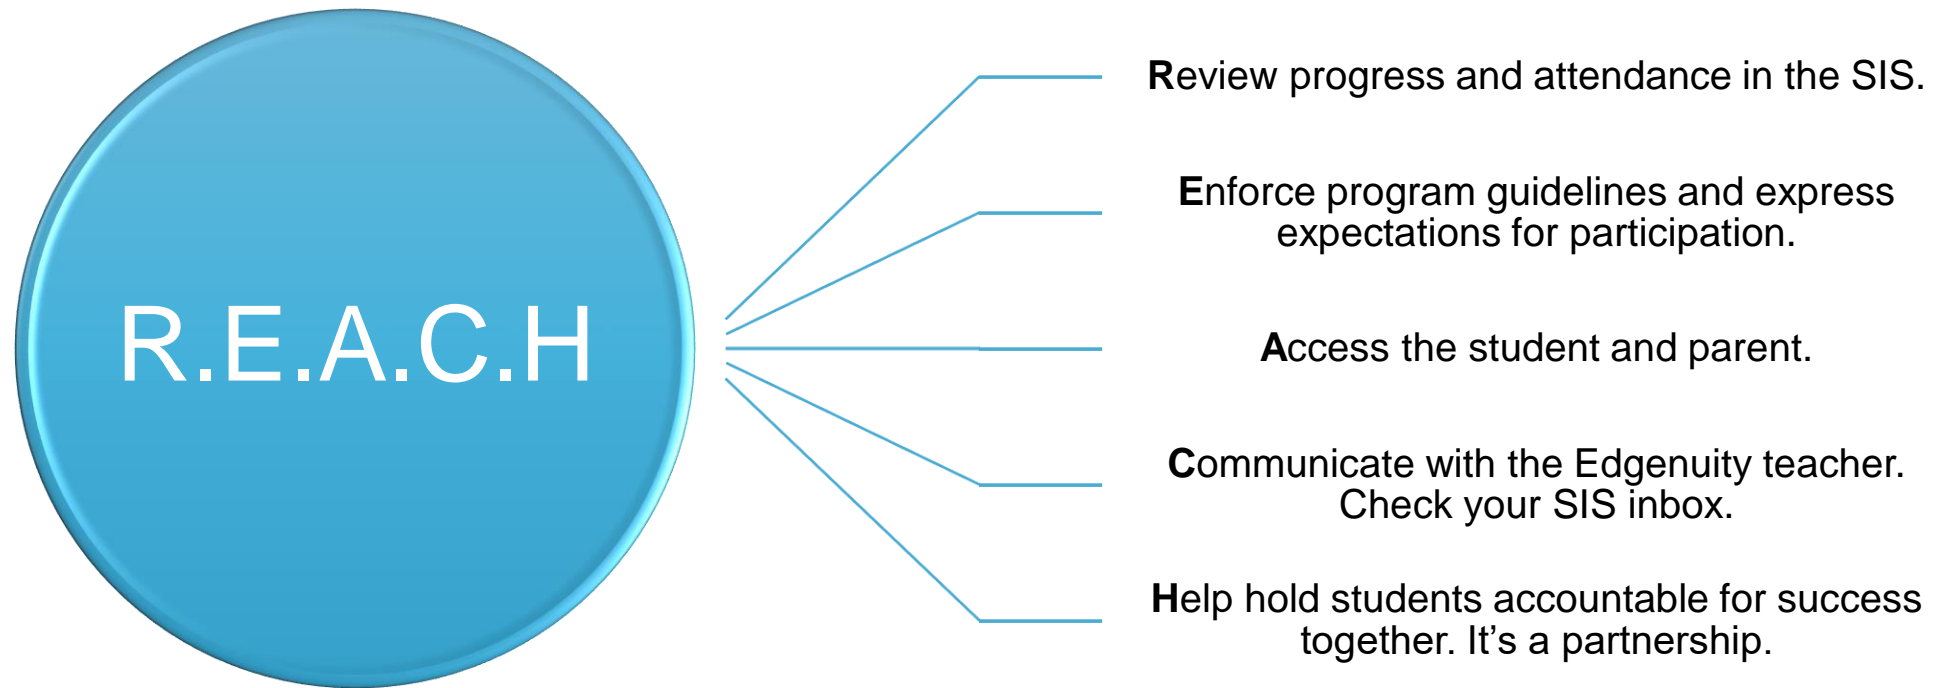 R.E.A.C.H
Review progress and attendance in the SIS.
Enforce program guidelines and express
expectations for participation.
Access the student and parent.
Communicate with the Edgenuity teacher.
Check your SIS inbox.
Help hold students accountable for success
together. It’s a partnership.